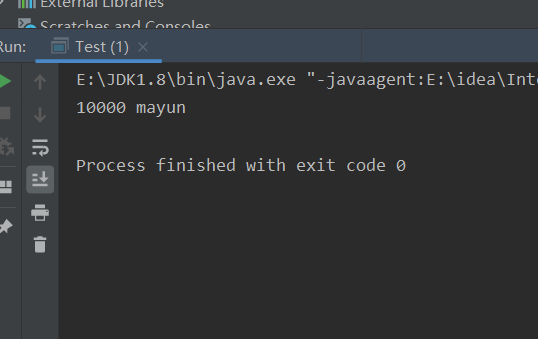 External Libraries
Scratches and Consoles
Run: Test (1)
E:\JDK1.8\bin\java.exe "-javaagent:E:\idea\Inte
10000 mayun
Process finished with exit code 0